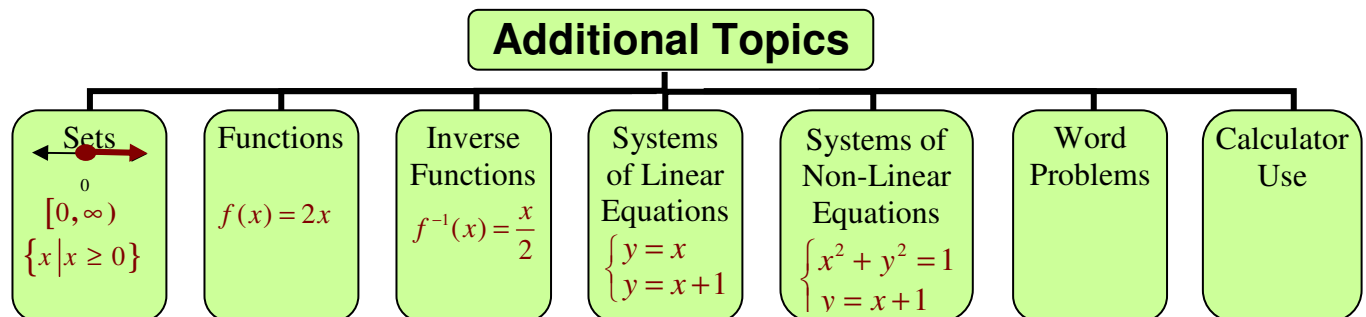 Additional Topics
Sets
0
[0,∞)
{x|x ≥ 0}
Functions
f(x) = 2x
Inverse
Functions
f⁻¹(x) = x/2
Systems
of Linear
Equations
{y = x
y = x+1
Systems of
Non-Linear
Equations
{x² + y² = 1
y = x+1
Word
Problems
Calculator
Use